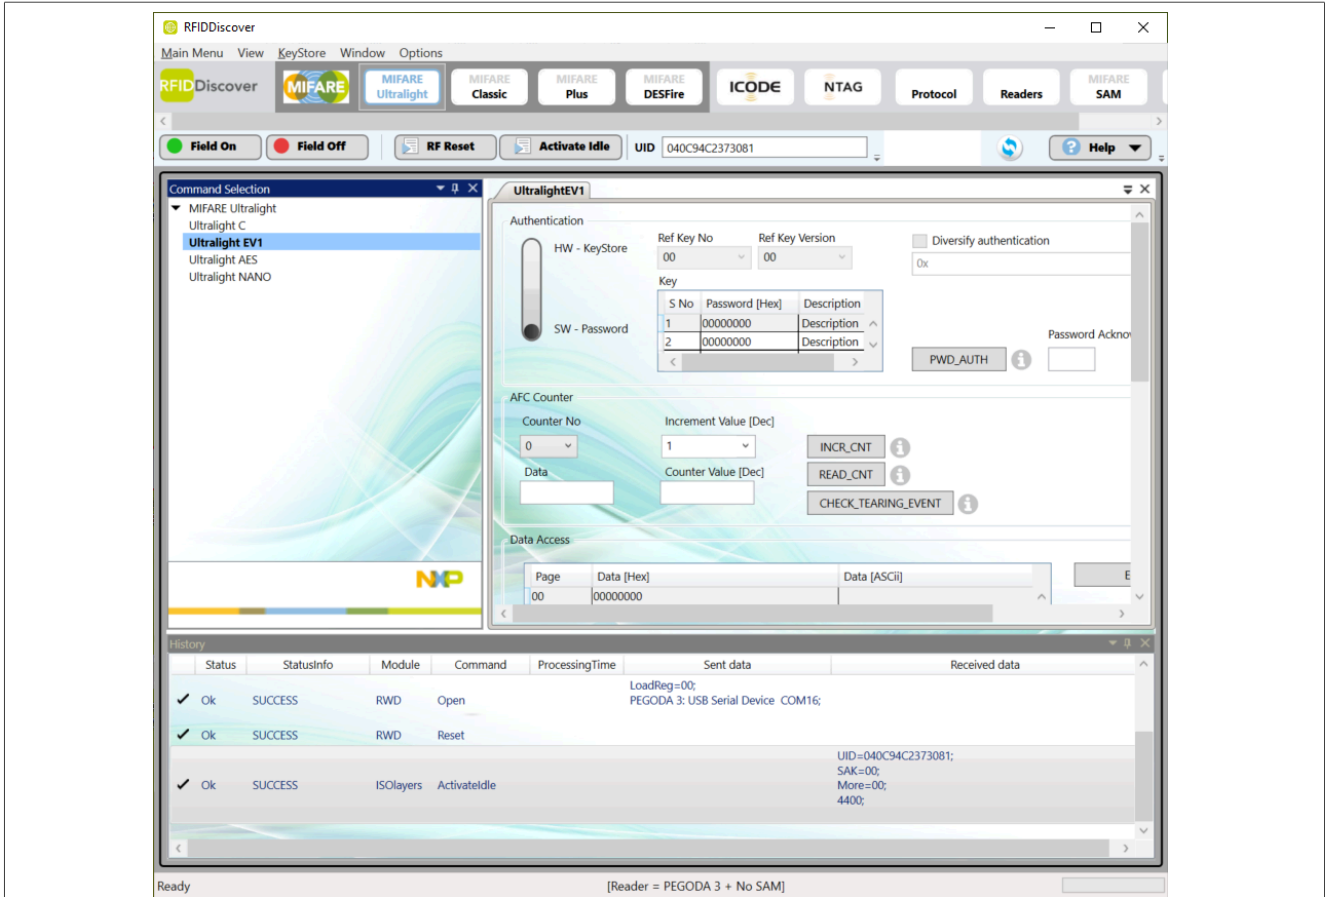 RFIDDiscover
Main Menu View KeyStore Window Options
RFIDDiscover MIFARE MIFARE Ultralight MIFARE Classic MIFARE Plus MIFARE DESFire ICODE NTAG Protocol Readers MIFARE SAM
Field On Field Off RF Reset Activate Idle UID 040C94C2373081 Help
Command Selection
MIFARE Ultralight
Ultralight C
Ultralight EV1
Ultralight AES
Ultralight NANO
NXP
UltralightEV1
Authentication
HW - KeyStore
SW - Password
Ref Key No Ref Key Version
00 00
Diversify authentication
0x
Key
S No Password [Hex] Description
1 00000000 Description
2 00000000 Description
PWD_AUTH
Password Acknov
AFC Counter
Counter No Increment Value [Dec]
0 1 INCR_CNT
Data Counter Value [Dec] READ_CNT
CHECK_TEARING_EVENT
Data Access
Page Data [Hex] Data [ASCii] E
00 00000000
History
Status StatusInfo Module Command ProcessingTime Sent data Received data
LoadReg=00;
Ok SUCCESS RWD Open PEGODA 3: USB Serial Device COM16;
Ok SUCCESS RWD Reset
UID=040C94C2373081;
SAK=00;
Ok SUCCESS ISOlayers ActivateIdle More=00;
4400;
Ready [Reader = PEGODA 3 + No SAM]